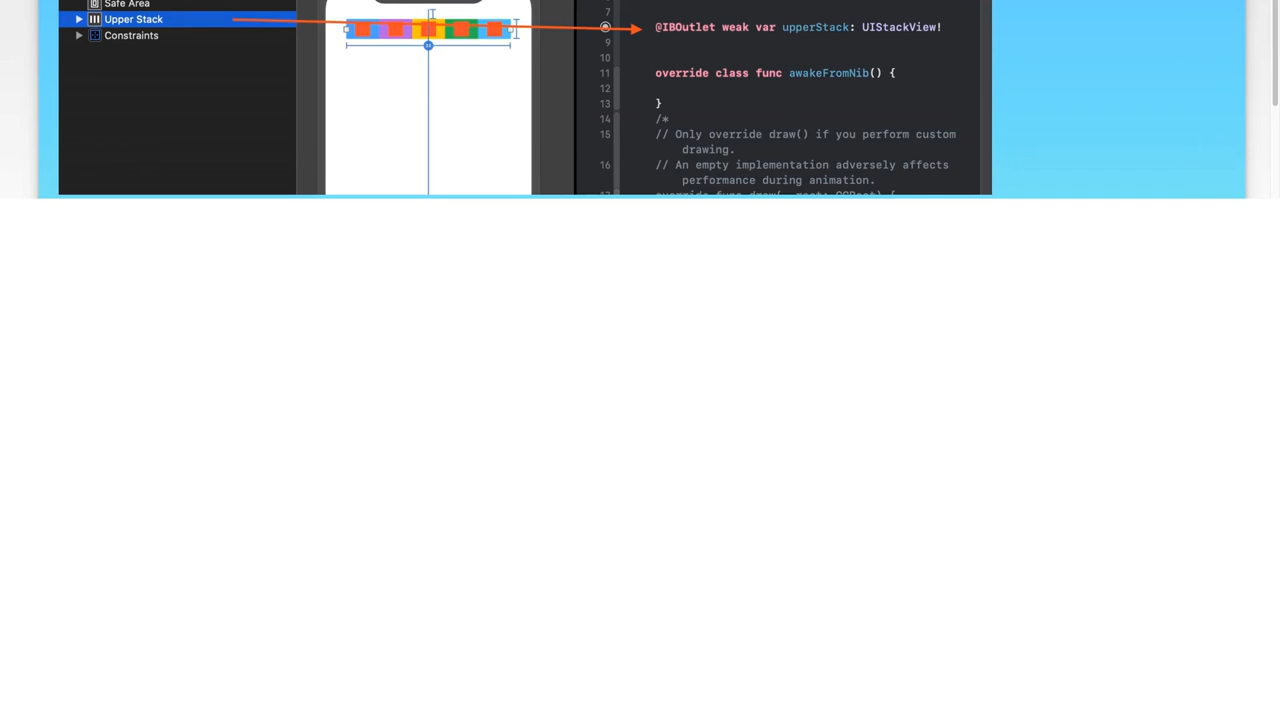 Safe Area
Upper Stack
Constraints
7
@IBOutlet weak var upperStack: UIStackView!
9
10
11 override class func awakeFromNib() {
12
13 }
14 /*
15 // Only override draw() if you perform custom
drawing.
16 // An empty implementation adversely affects
performance during animation.